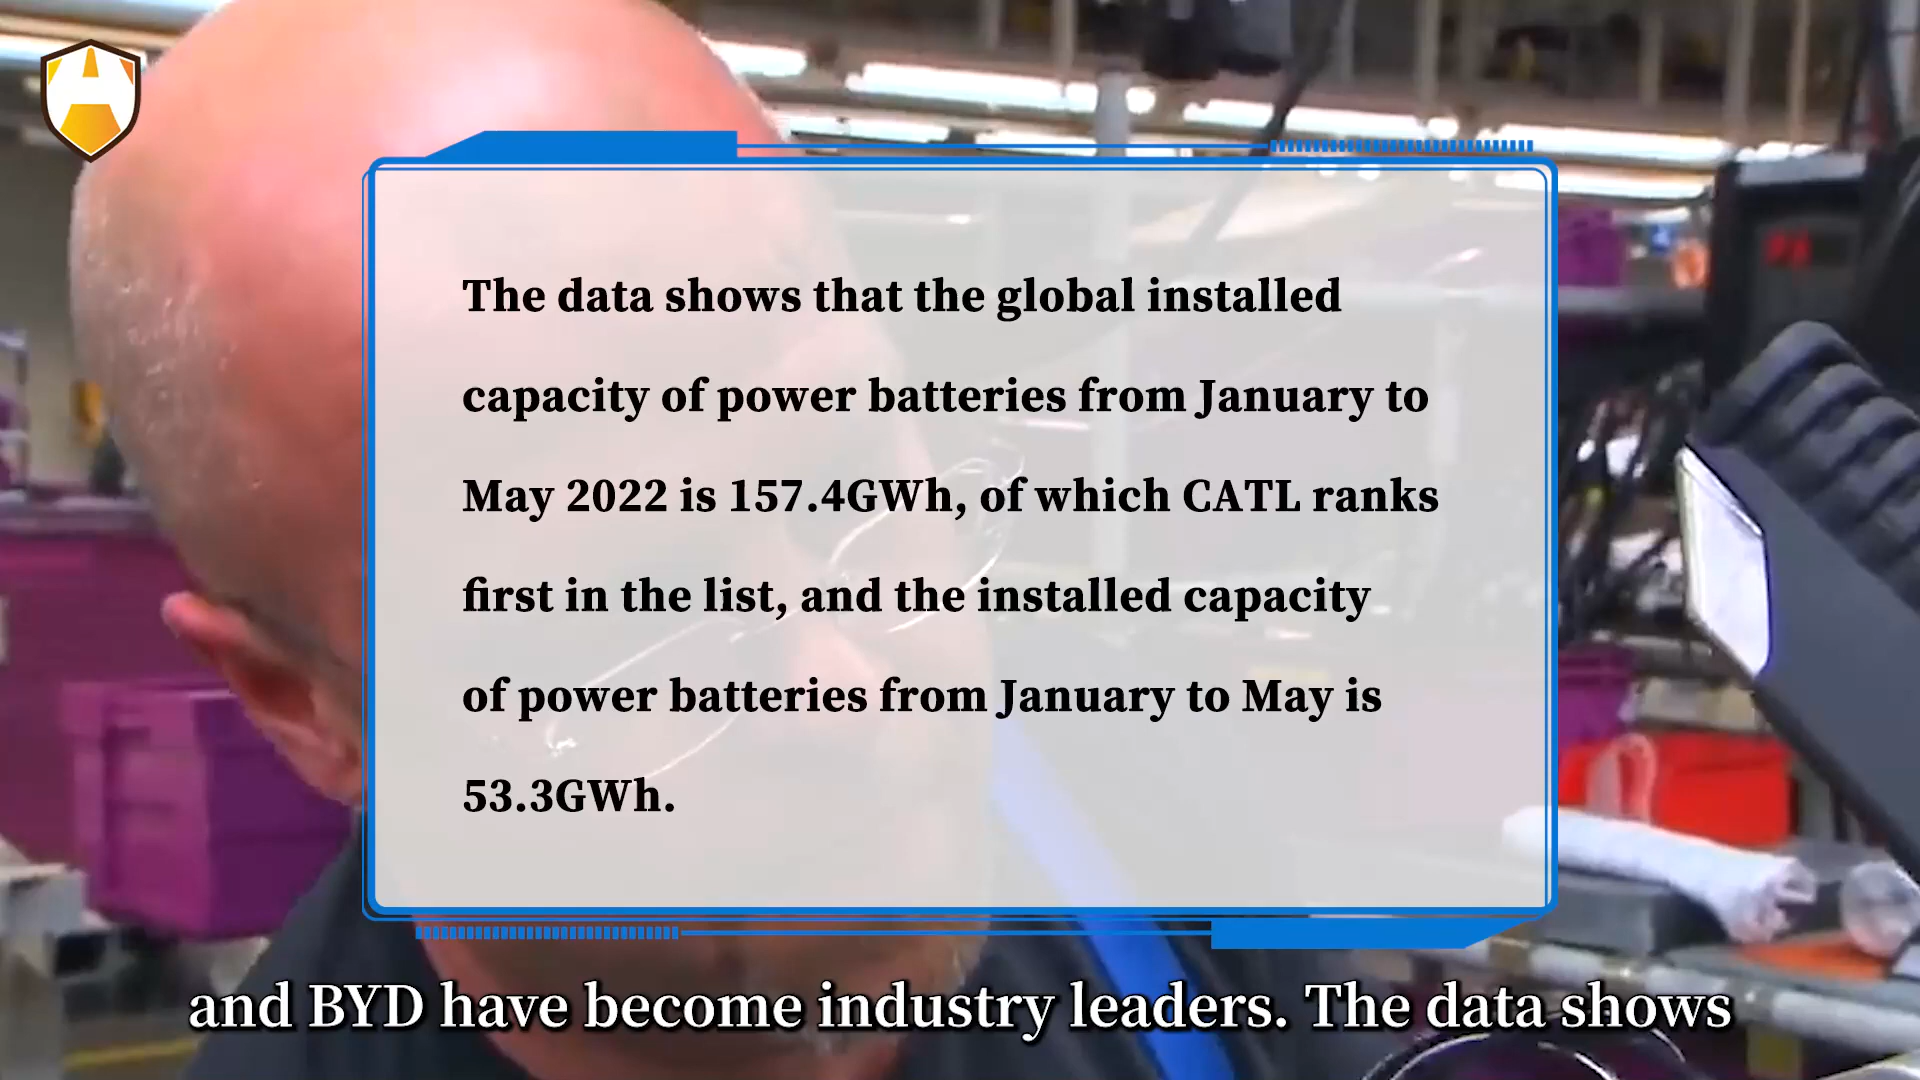 The data shows that the global installed
capacity of power batteries from January to
May 2022 is 157.4GWh, of which CATL ranks
first in the list, and the installed capacity
of power batteries from January to May is
53.3GWh.
and BYD have become industry leaders. The data shows